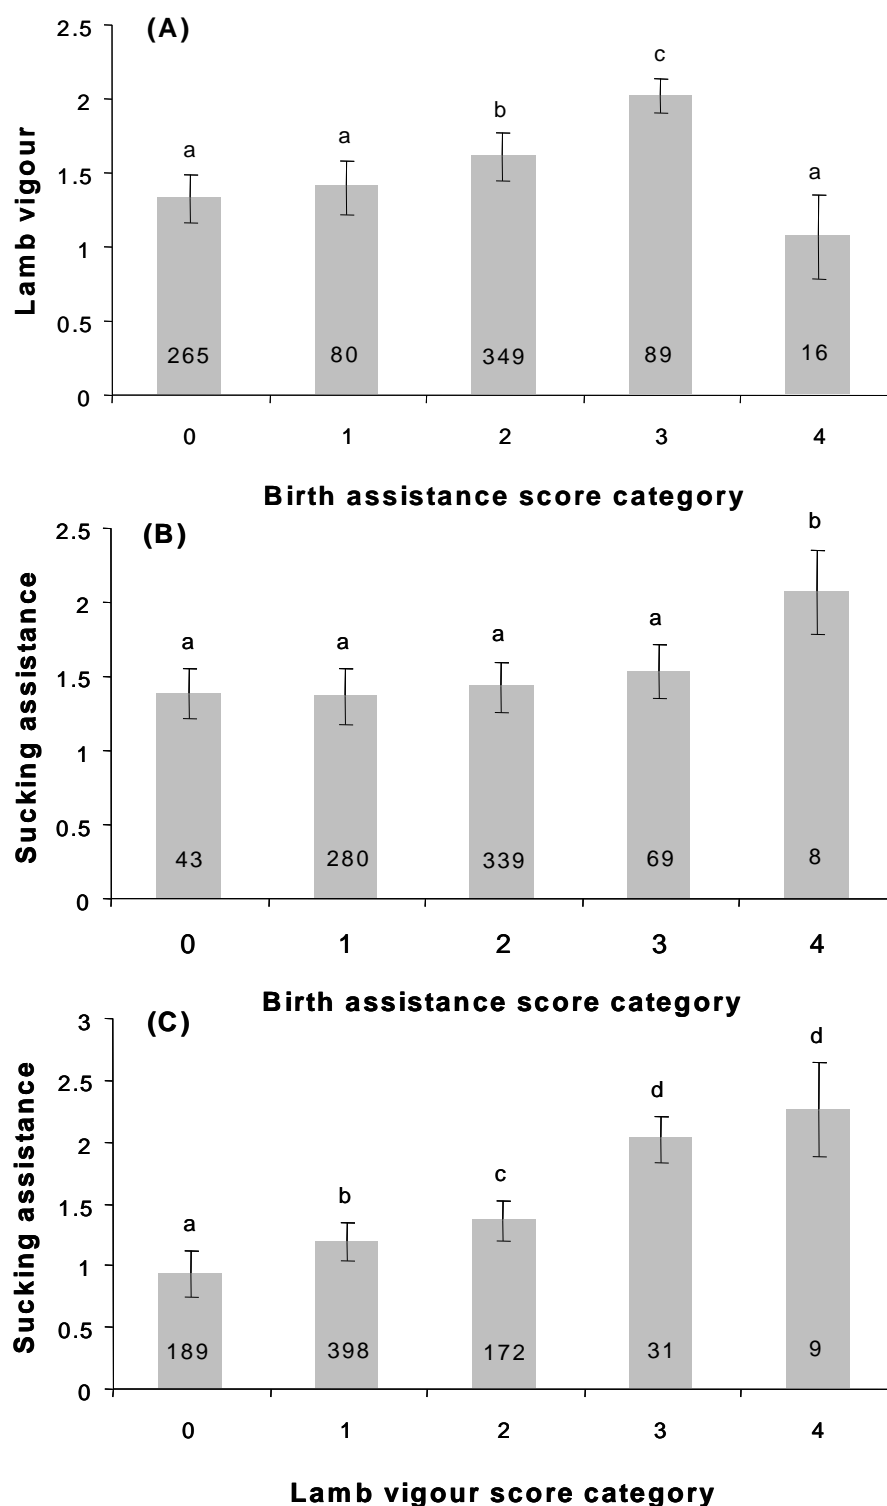 (A)
2.5
2
1.5
1
0.5
0
Lamb vigour
a
a
b
c
a
265
80
349
89
16
0
1
2
3
4
Birth assistance score category
(B)
2.5
2
1.5
1
0.5
0
Sucking assistance
a
a
a
a
b
43
280
339
69
8
0
1
2
3
4
Birth assistance score category
(C)
3
2.5
2
1.5
1
0.5
0
Sucking assistance
a
b
c
d
d
189
398
172
31
9
0
1
2
3
4
Lamb vigour score category